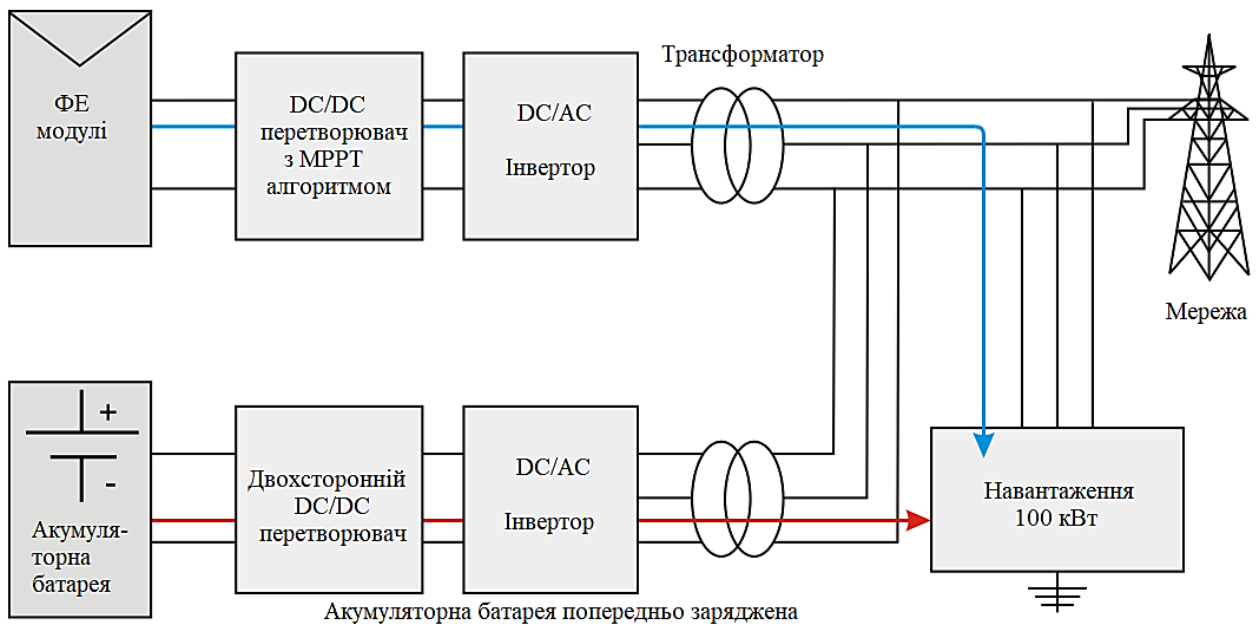 ФЕ
модулі
DC/DC
перетворювач
з MPPT
алгоритмом
DC/AC
Інвертор
Трансформатор
Мережа
+
-
Акумуля-
торна
батарея
Двохсторонній
DC/DC
перетворювач
DC/AC
Інвертор
Навантаження
100 кВт
Акумуляторна батарея попередньо заряджена